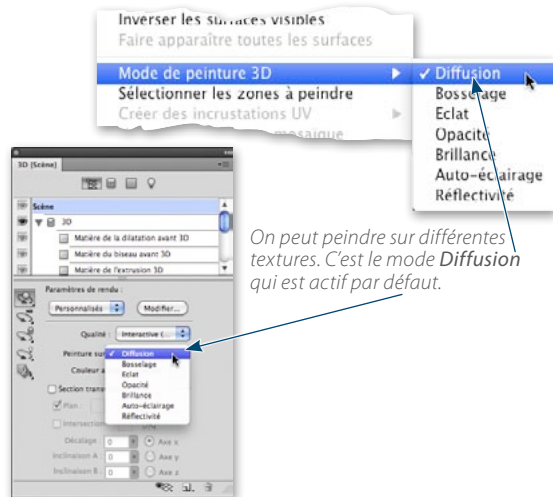 Inverser les surfaces visibles
Faire apparaître toutes les surfaces
Mode de peinture 3D
Sélectionner les zones à peindre
Créer des incrustations UV
mosaïque
✓ Diffusion
Bosselage
Eclat
Opacité
Brillance
Auto-éclairage
Réflectivité
3D {Scène}
Scène
3D
Matière de la dilatation avant 3D
Matière du biseau avant 3D
Matière de l'extrusion 3D
Paramètres de rendu :
Personnalisés
Modifier...
Qualité : Interactive (...
Peinture sur
✓ Diffusion
Bosselage
Eclat
Opacité
Brillance
Auto-éclairage
Réflectivité
Couleur a
Section trans
Plan :
Intersection
Décalage : 0 Axe x
Inclinaison A : 0 Axe y
Inclinaison B : 0 Axe z
On peut peindre sur différentes
textures. C'est le mode Diffusion
qui est actif par défaut.